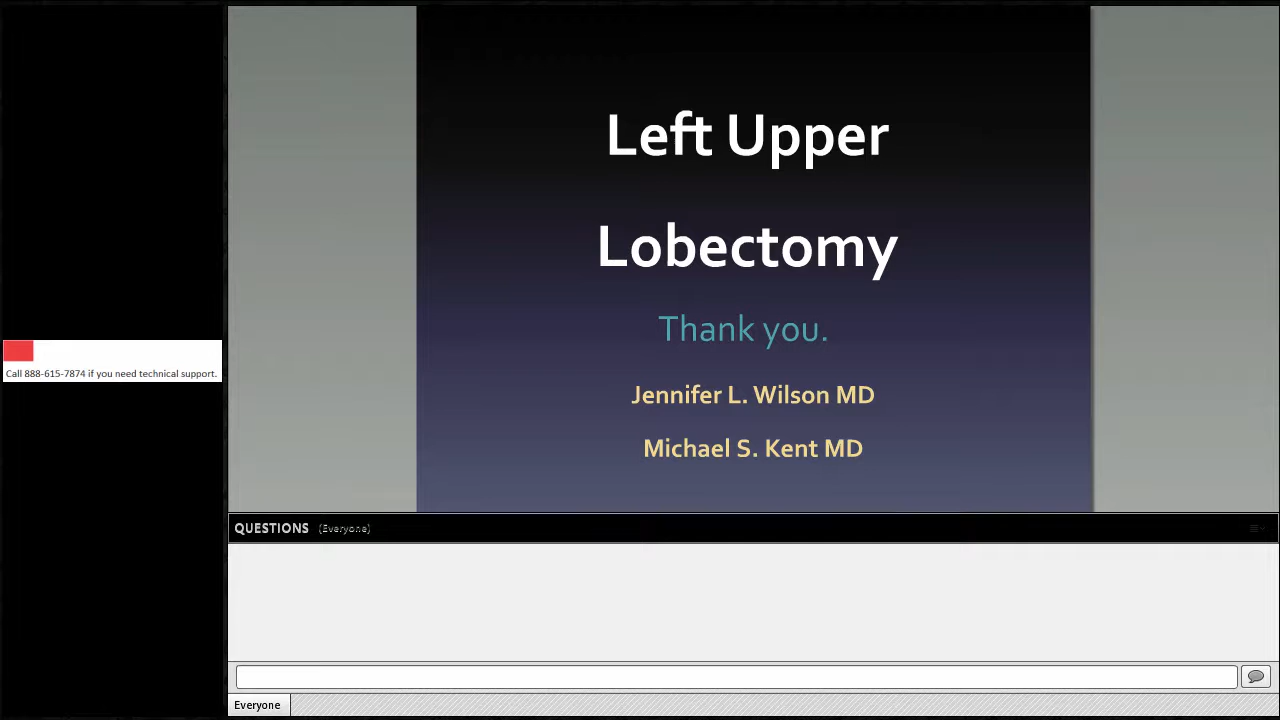 Left Upper
Lobectomy
Thank you.
Jennifer L. Wilson MD
Michael S. Kent MD
Call 888-615-7874 if you need technical support.
QUESTIONS (Everyone)
Everyone